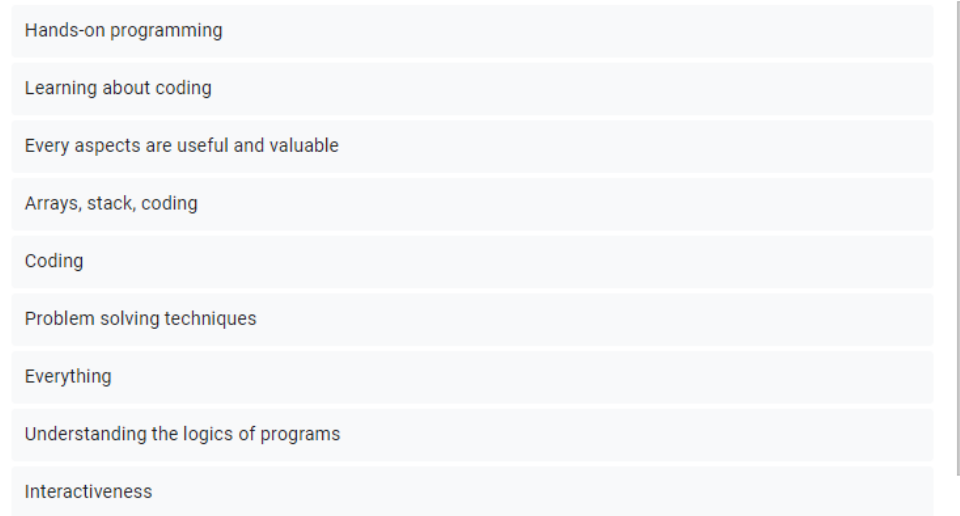 Hands-on programming
Learning about coding
Every aspects are useful and valuable
Arrays, stack, coding
Coding
Problem solving techniques
Everything
Understanding the logics of programs
Interactiveness